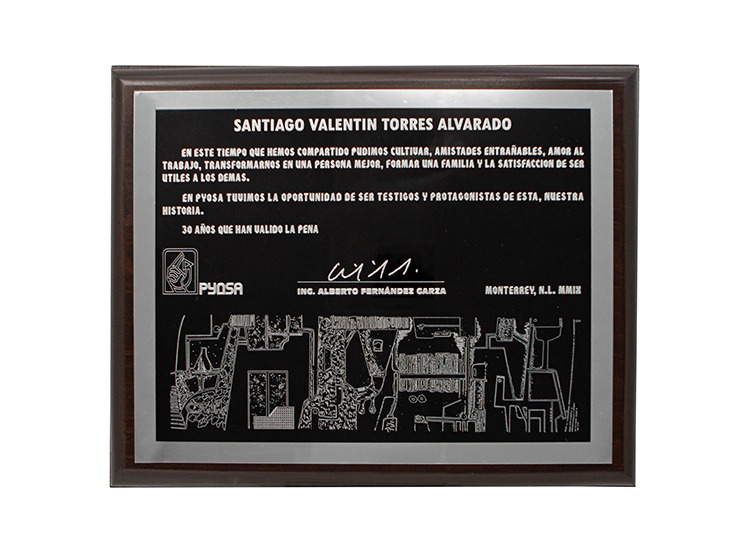 SANTIAGO VALENTIN TORRES ALVARADO
EN ESTE TIEMPO QUE HEMOS COMPARTIDO PUDIMOS CULTIVAR, AMISTADES ENTRAÑABLES, AMOR AL
TRABAJO, TRANSFORMARNOS EN UNA PERSONA MEJOR, FORMAR UNA FAMILIA Y LA SATISFACCION DE SER
UTILES A LOS DEMAS.
EN PYOSA TUVIMOS LA OPORTUNIDAD DE SER TESTIGOS Y PROTAGONISTAS DE ESTA, NUESTRA
HISTORIA.
30 AÑOS QUE HAN VALIDO LA PENA
PYOSA
ING. ALBERTO FERNÁNDEZ GARZA
MONTERREY, N.L. MMIX